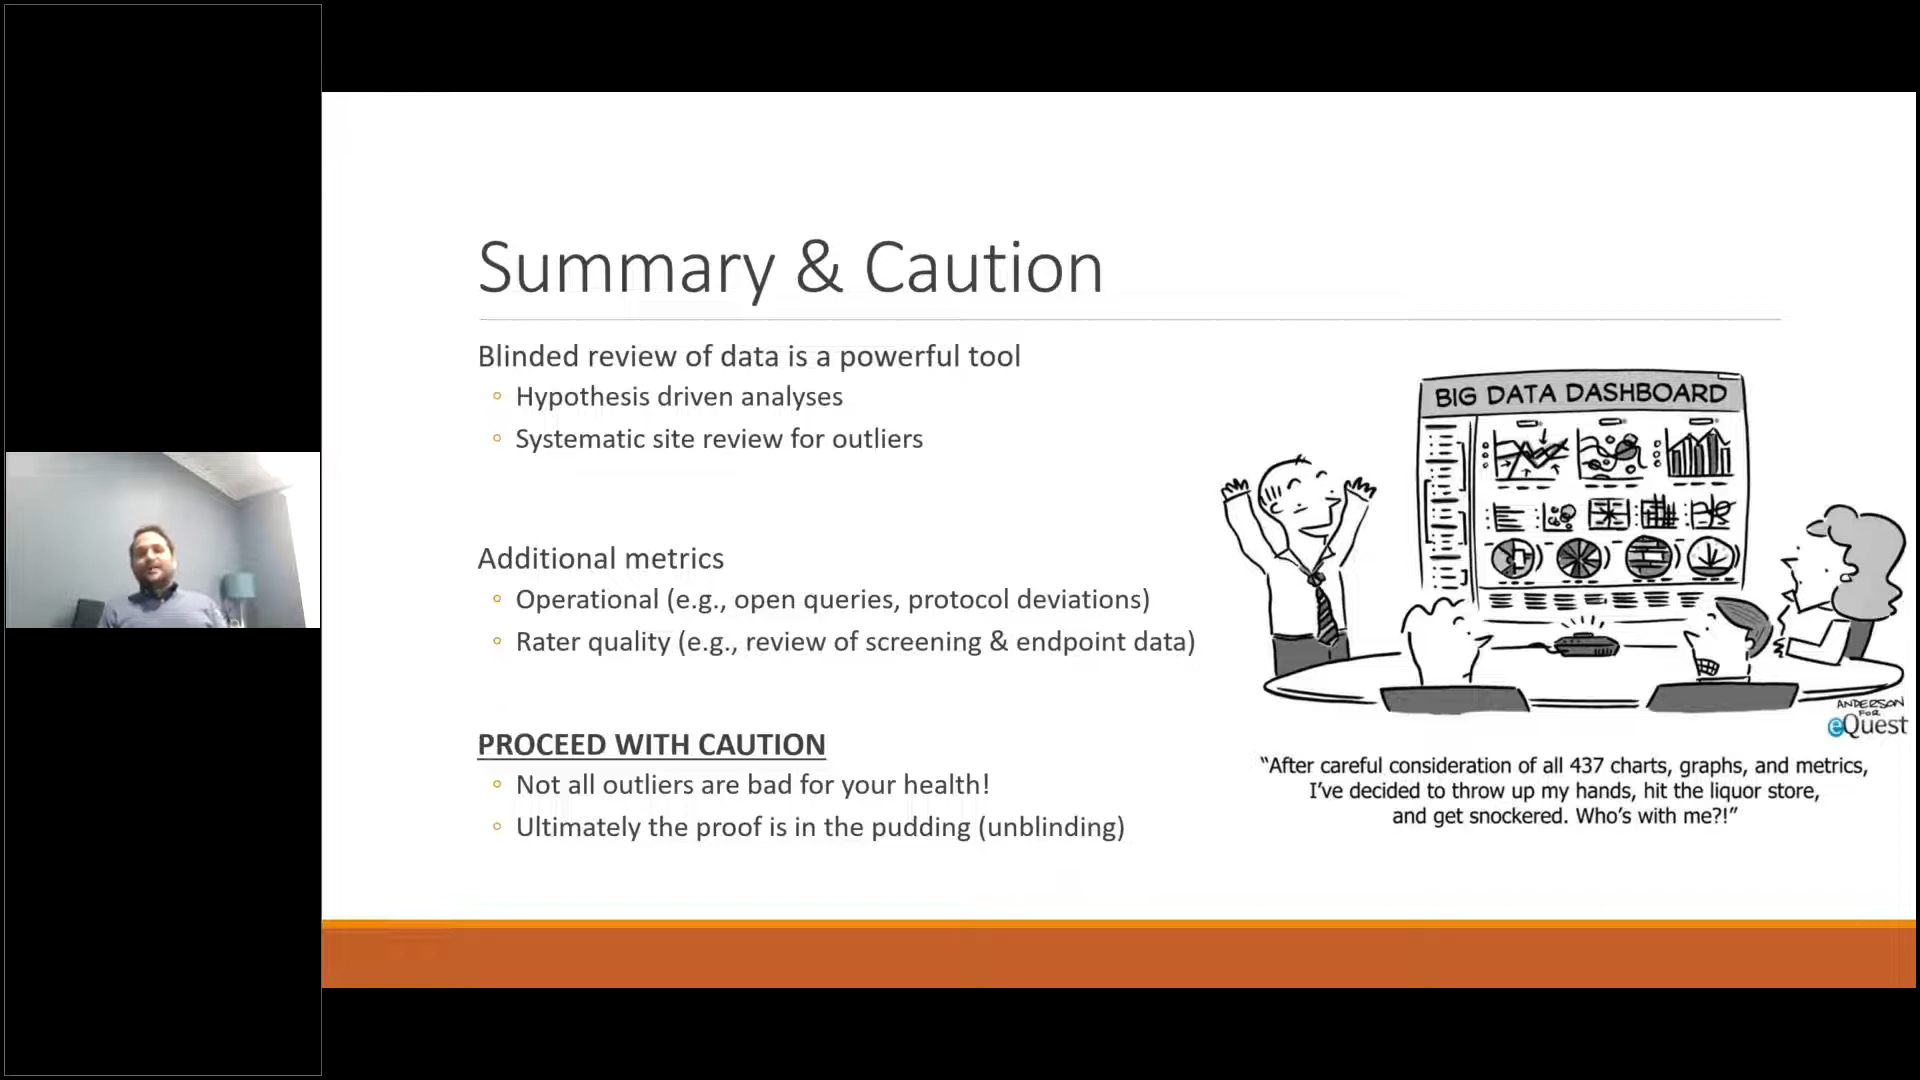 Summary & Caution
Blinded review of data is a powerful tool
Hypothesis driven analyses
Systematic site review for outliers
Additional metrics
Operational (e.g., open queries, protocol deviations)
Rater quality (e.g., review of screening & endpoint data)
PROCEED WITH CAUTION
Not all outliers are bad for your health!
Ultimately the proof is in the pudding (unblinding)
BIG DATA DASHBOARD
ANDERSON
FOR
eQuest
“After careful consideration of all 437 charts, graphs, and metrics,
I’ve decided to throw up my hands, hit the liquor store,
and get snockered. Who’s with me?!”